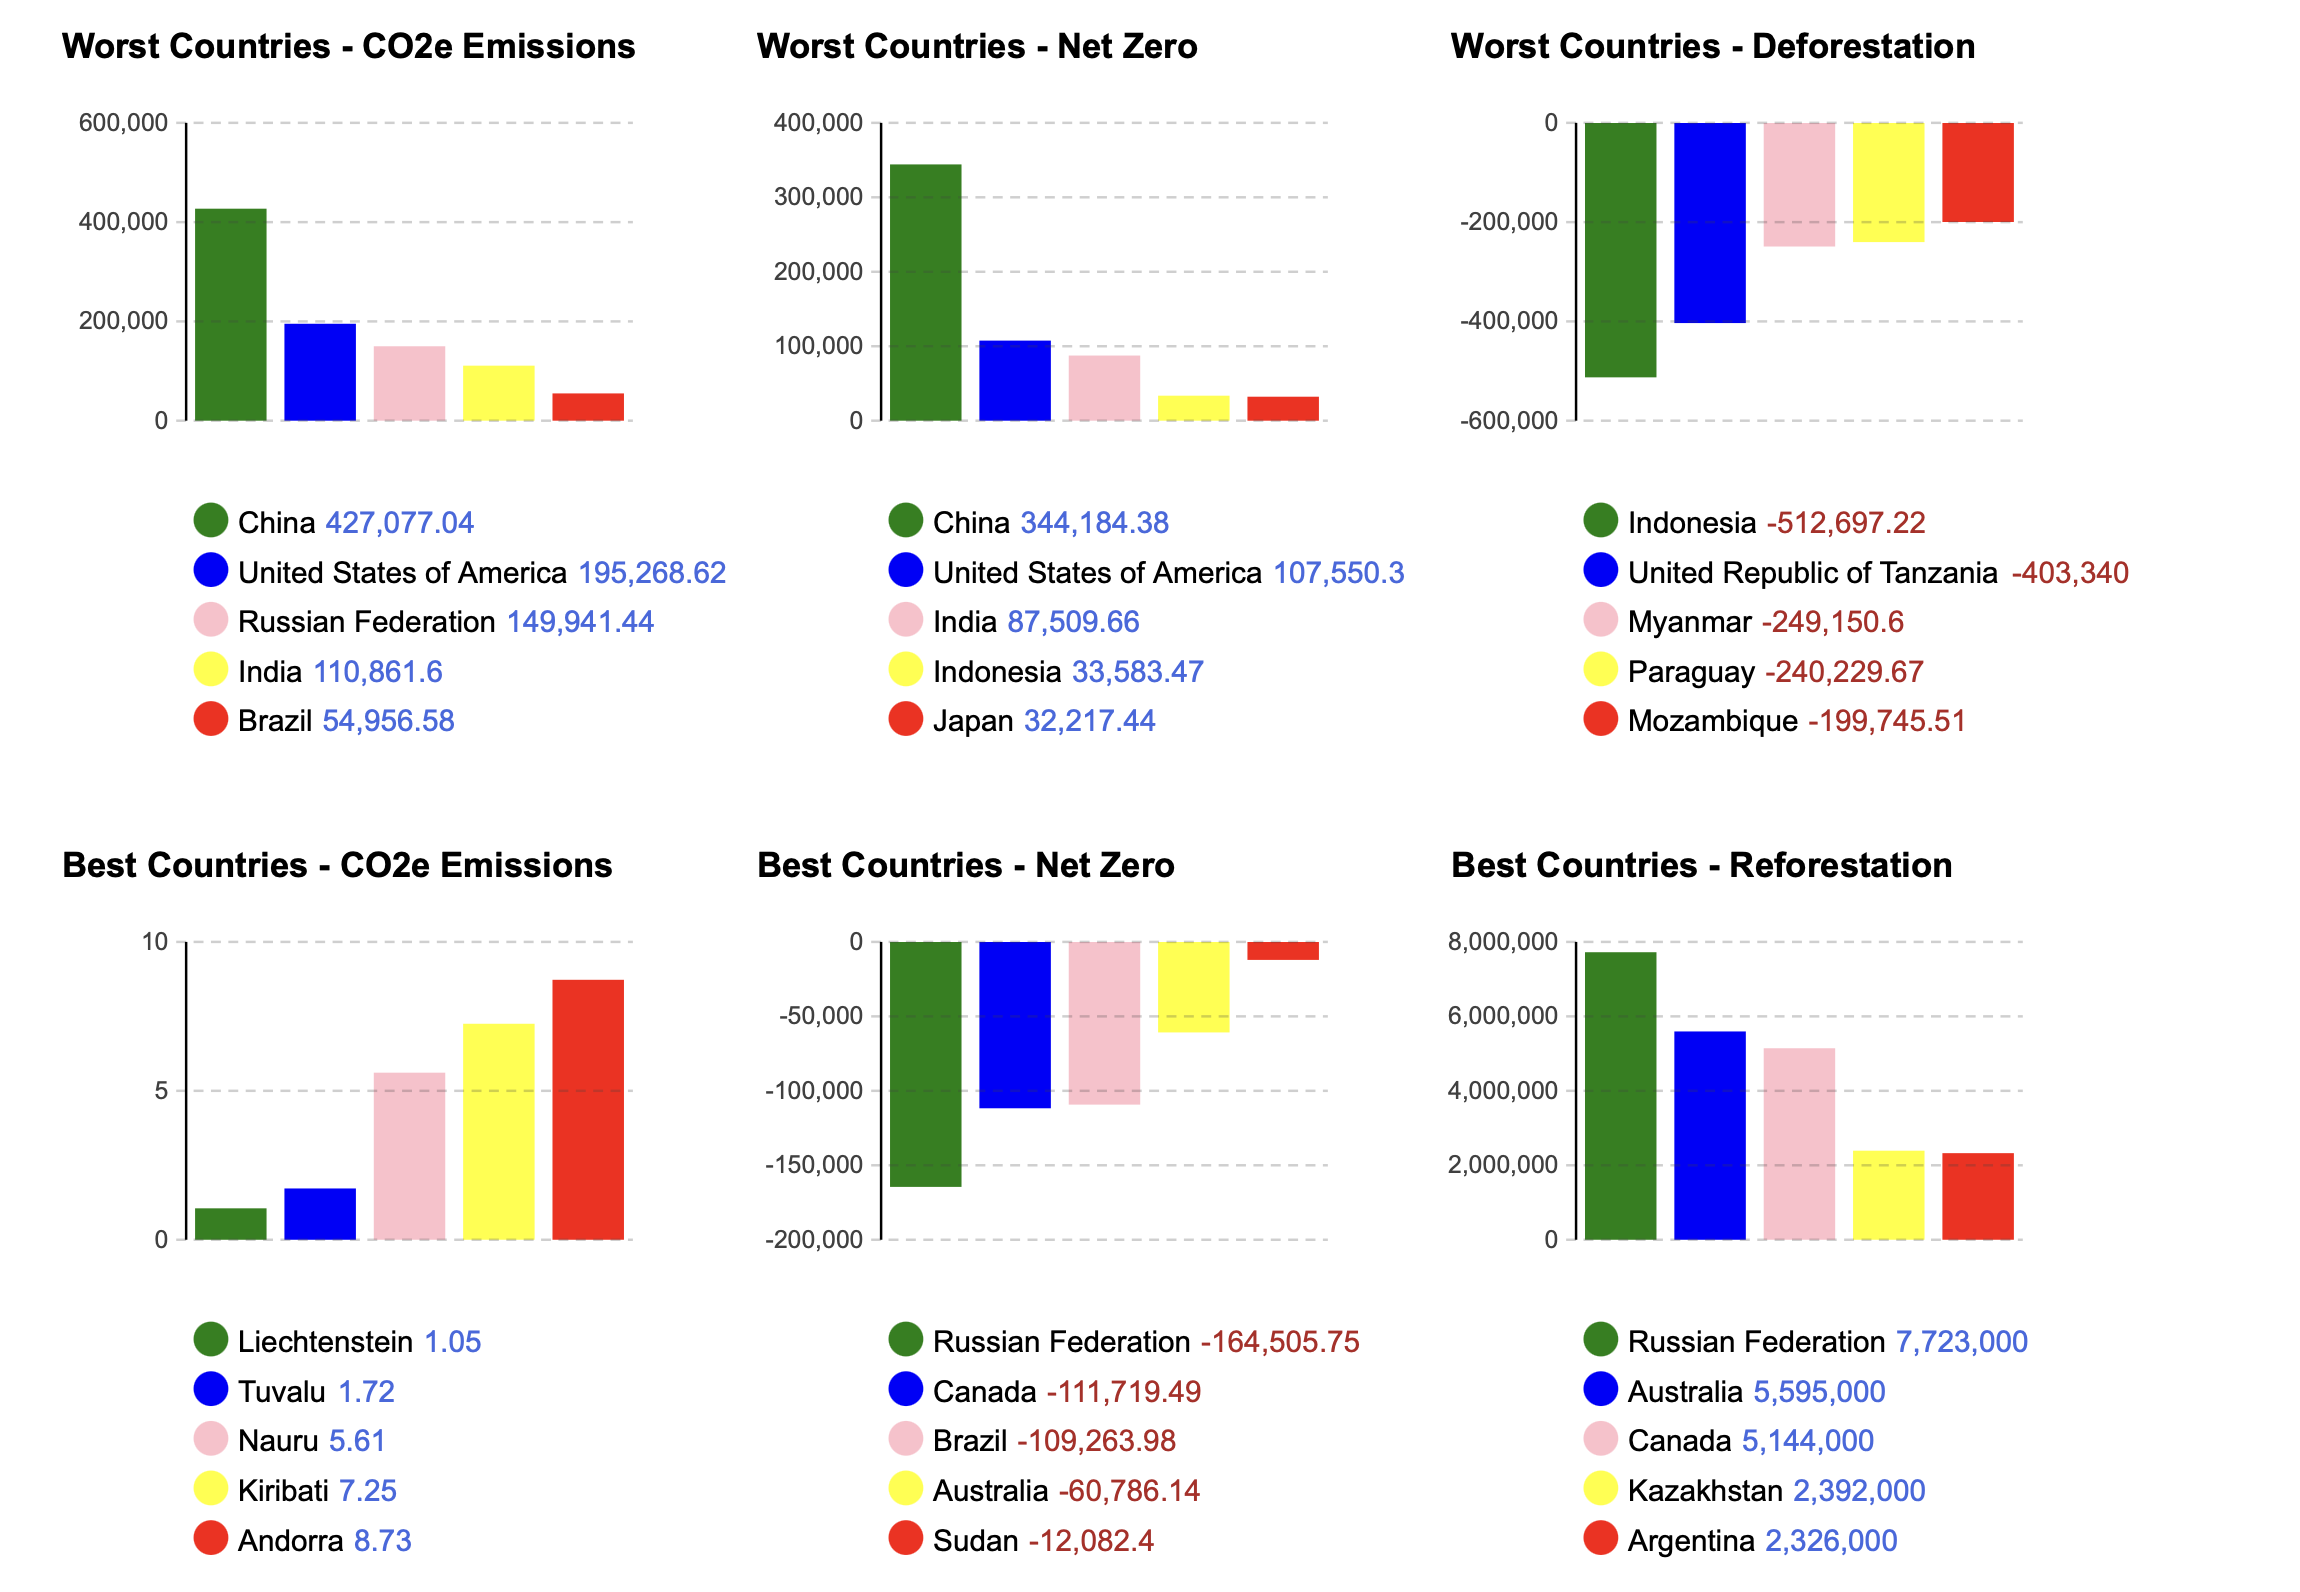 Worst Countries - CO2e Emissions
600,000
400,000
200,000
0
China 427,077.04
United States of America 195,268.62
Russian Federation 149,941.44
India 110,861.6
Brazil 54,956.58
Worst Countries - Net Zero
400,000
300,000
200,000
100,000
0
China 344,184.38
United States of America 107,550.3
India 87,509.66
Indonesia 33,583.47
Japan 32,217.44
Worst Countries - Deforestation
0
-200,000
-400,000
-600,000
Indonesia -512,697.22
United Republic of Tanzania -403,340
Myanmar -249,150.6
Paraguay -240,229.67
Mozambique -199,745.51
Best Countries - CO2e Emissions
10
5
0
Liechtenstein 1.05
Tuvalu 1.72
Nauru 5.61
Kiribati 7.25
Andorra 8.73
Best Countries - Net Zero
0
-50,000
-100,000
-150,000
-200,000
Russian Federation -164,505.75
Canada -111,719.49
Brazil -109,263.98
Australia -60,786.14
Sudan -12,082.4
Best Countries - Reforestation
8,000,000
6,000,000
4,000,000
2,000,000
0
Russian Federation 7,723,000
Australia 5,595,000
Canada 5,144,000
Kazakhstan 2,392,000
Argentina 2,326,000